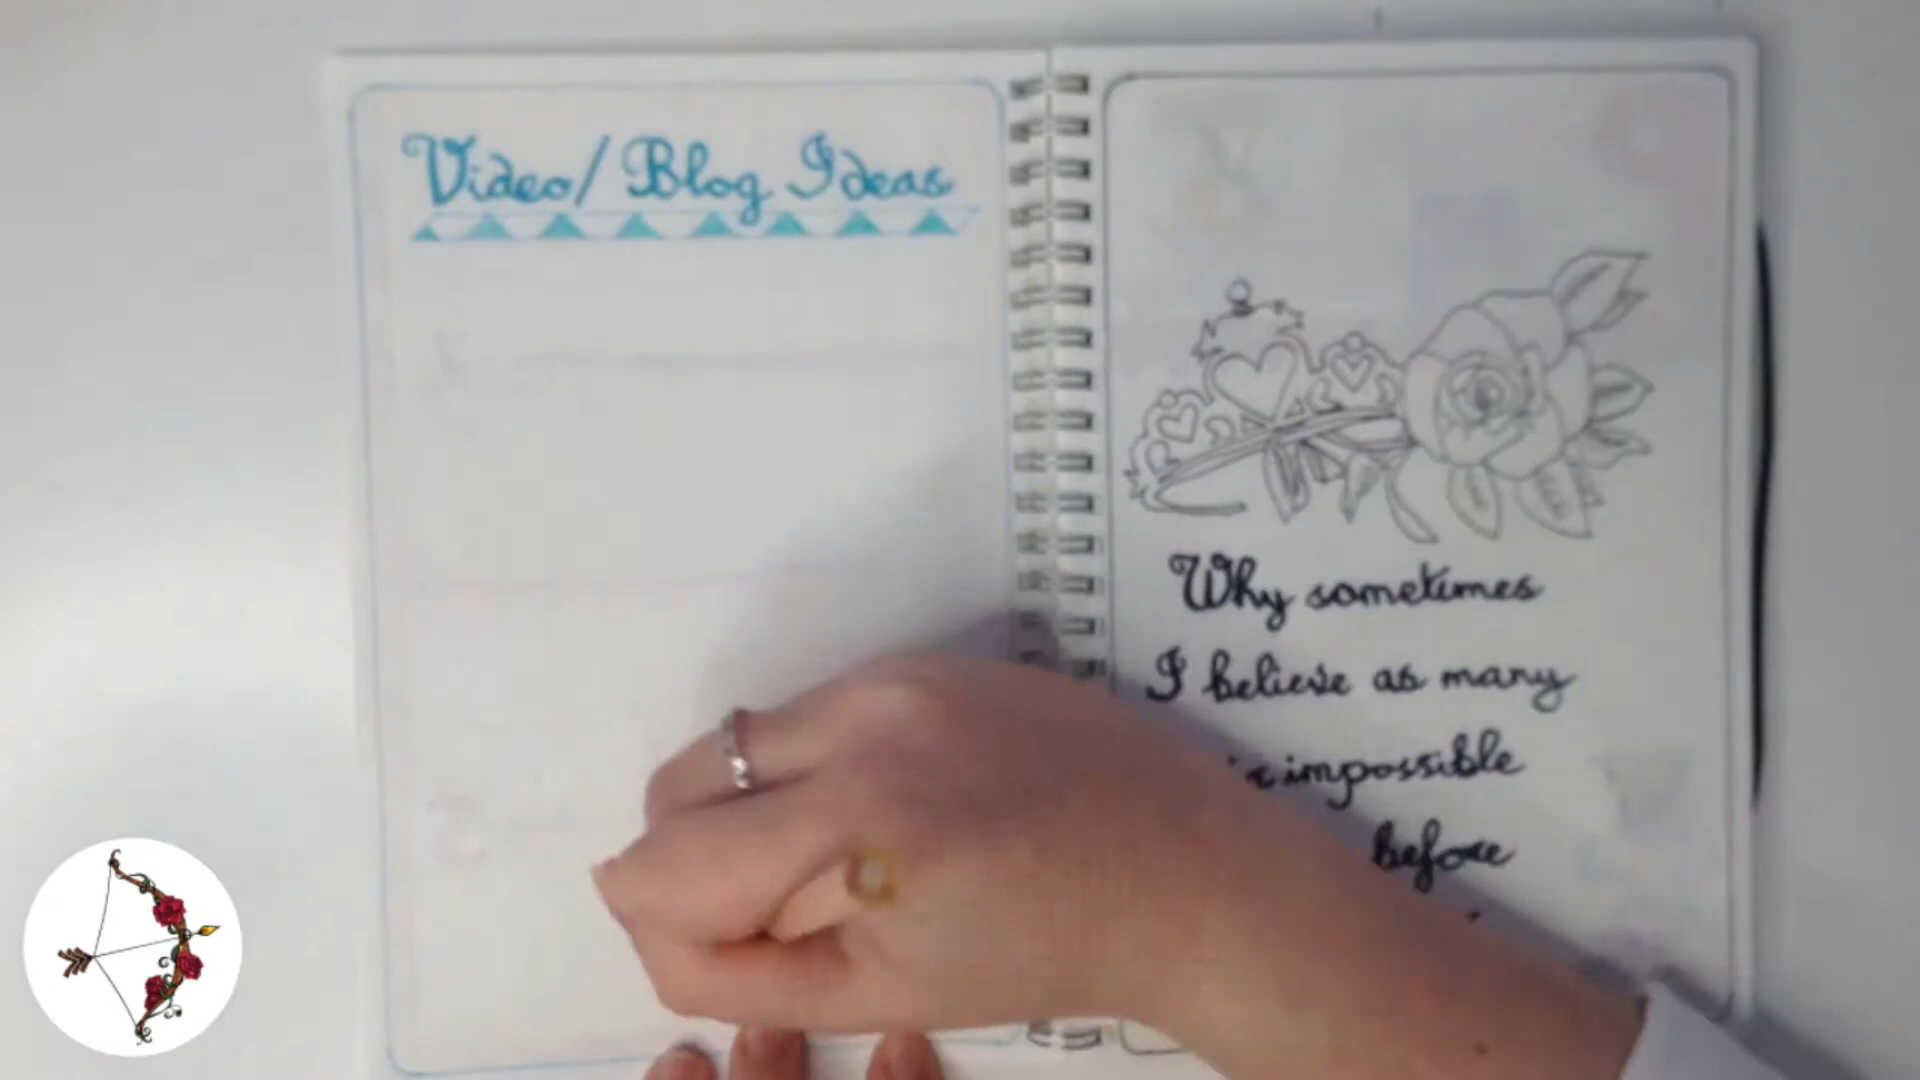 Video/ Blog Ideas
Why sometimes
I believe as many
impossible
before